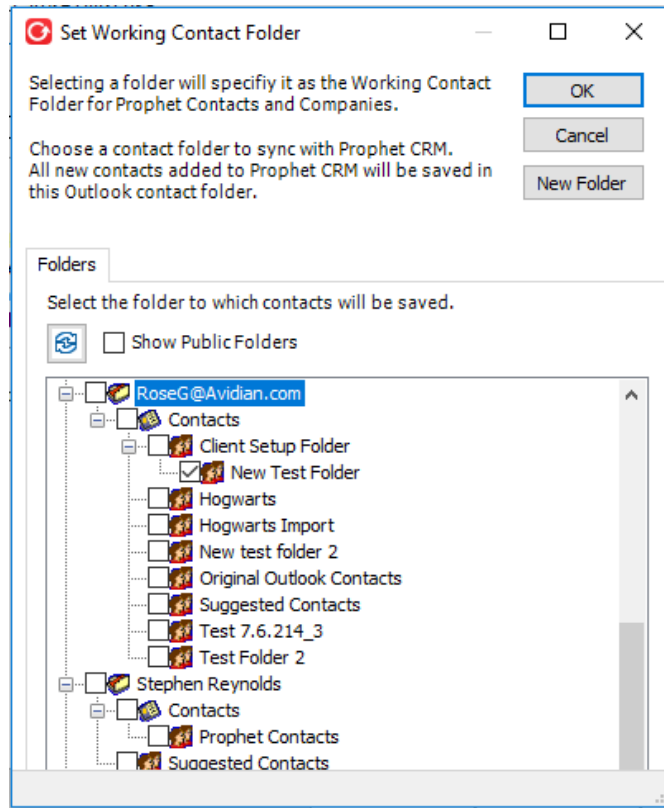 Set Working Contact Folder
Selecting a folder will specifiy it as the Working Contact
Folder for Prophet Contacts and Companies.
OK
Choose a contact folder to sync with Prophet CRM.
All new contacts added to Prophet CRM will be saved in
this Outlook contact folder.
Cancel
New Folder
Folders
Select the folder to which contacts will be saved.
Show Public Folders
RoseG@Avidian.com
Contacts
Client Setup Folder
New Test Folder
Hogwarts
Hogwarts Import
New test folder 2
Original Outlook Contacts
Suggested Contacts
Test 7.6.214_3
Test Folder 2
Stephen Reynolds
Contacts
Prophet Contacts
Suggested Contacts